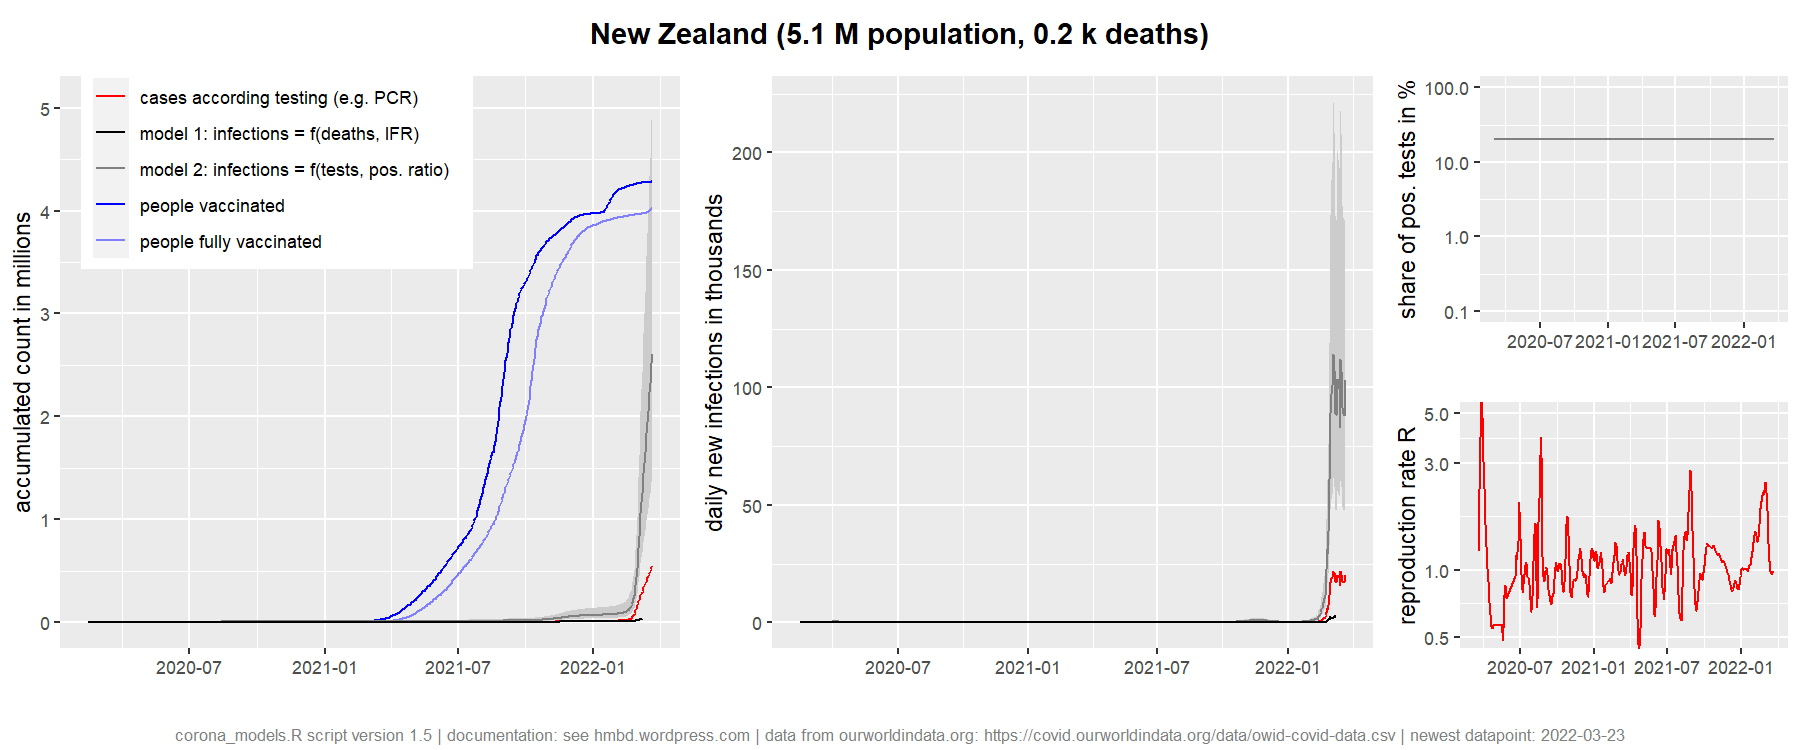 New Zealand (5.1 M population, 0.2 k deaths)
accumulated count in millions
5
4
3
2
1
0
cases according testing (e.g. PCR)
model 1: infections = f(deaths, IFR)
model 2: infections = f(tests, pos. ratio)
people vaccinated
people fully vaccinated
2020-07 2021-01 2021-07 2022-01
daily new infections in thousands
200
150
100
50
0
2020-07 2021-01 2021-07 2022-01
share of pos. tests in %
100.0
10.0
1.0
0.1
2020-07 2021-01 2021-07 2022-01
reproduction rate R
5.0
3.0
1.0
0.5
2020-07 2021-01 2021-07 2022-01
corona_models.R script version 1.5 | documentation: see hmbd.wordpress.com | data from ourworldindata.org: https://covid.ourworldindata.org/data/owid-covid-data.csv | newest datapoint: 2022-03-23